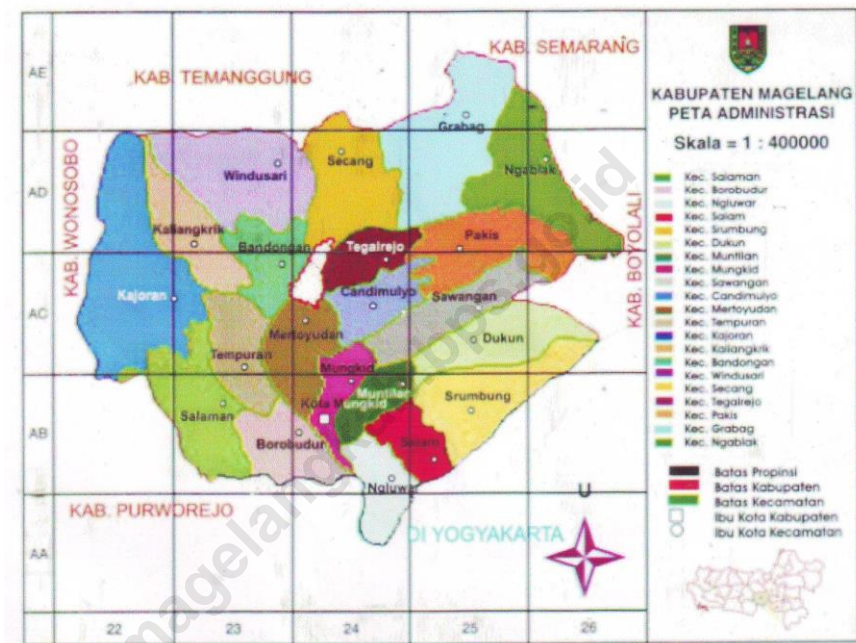 KAB. SEMARANG
KAB. TEMANGGUNG
KAB. WONOSOBO
KAB. BOYOLALI
KAB. PURWOREJO
DI YOGYAKARTA
AE
AD
AC
AB
AA
22
23
24
25
26
Grabag
Secang
Ngablak
Windusari
Kaliangkrik
Bandongan
Tegalrejo
Pakis
Kajoran
Candimulyo
Sawangan
Mertoyudan
Dukun
Tempuran
Mungkid
Muntilan
Kota Mungkid
Srumbung
Salaman
Borobudur
Salam
Ngluwar
U
KABUPATEN MAGELANG
PETA ADMINISTRASI
Skala = 1 : 400000
Kec. Salaman
Kec. Borobudur
Kec. Ngluwar
Kec. Salam
Kec. Srumbung
Kec. Dukun
Kec. Muntilan
Kec. Mungkid
Kec. Sawangan
Kec. Candimulyo
Kec. Mertoyudan
Kec. Tempuran
Kec. Kajoran
Kec. Kaliangkrik
Kec. Bandongan
Kec. Windusari
Kec. Secang
Kec. Tegalrejo
Kec. Pakis
Kec. Grabag
Kec. Ngablak
Batas Propinsi
Batas Kabupaten
Batas Kecamatan
Ibu Kota Kabupaten
Ibu Kota Kecamatan